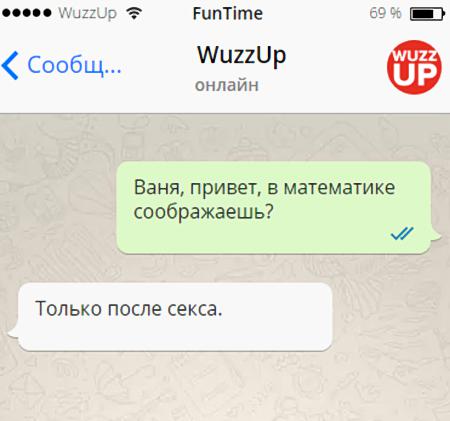 WuzzUp FunTime 69 %
Сообщ... WuzzUp
онлайн
WUZZ
UP
Ваня, привет, в математике
соображаешь?
Только после секса.